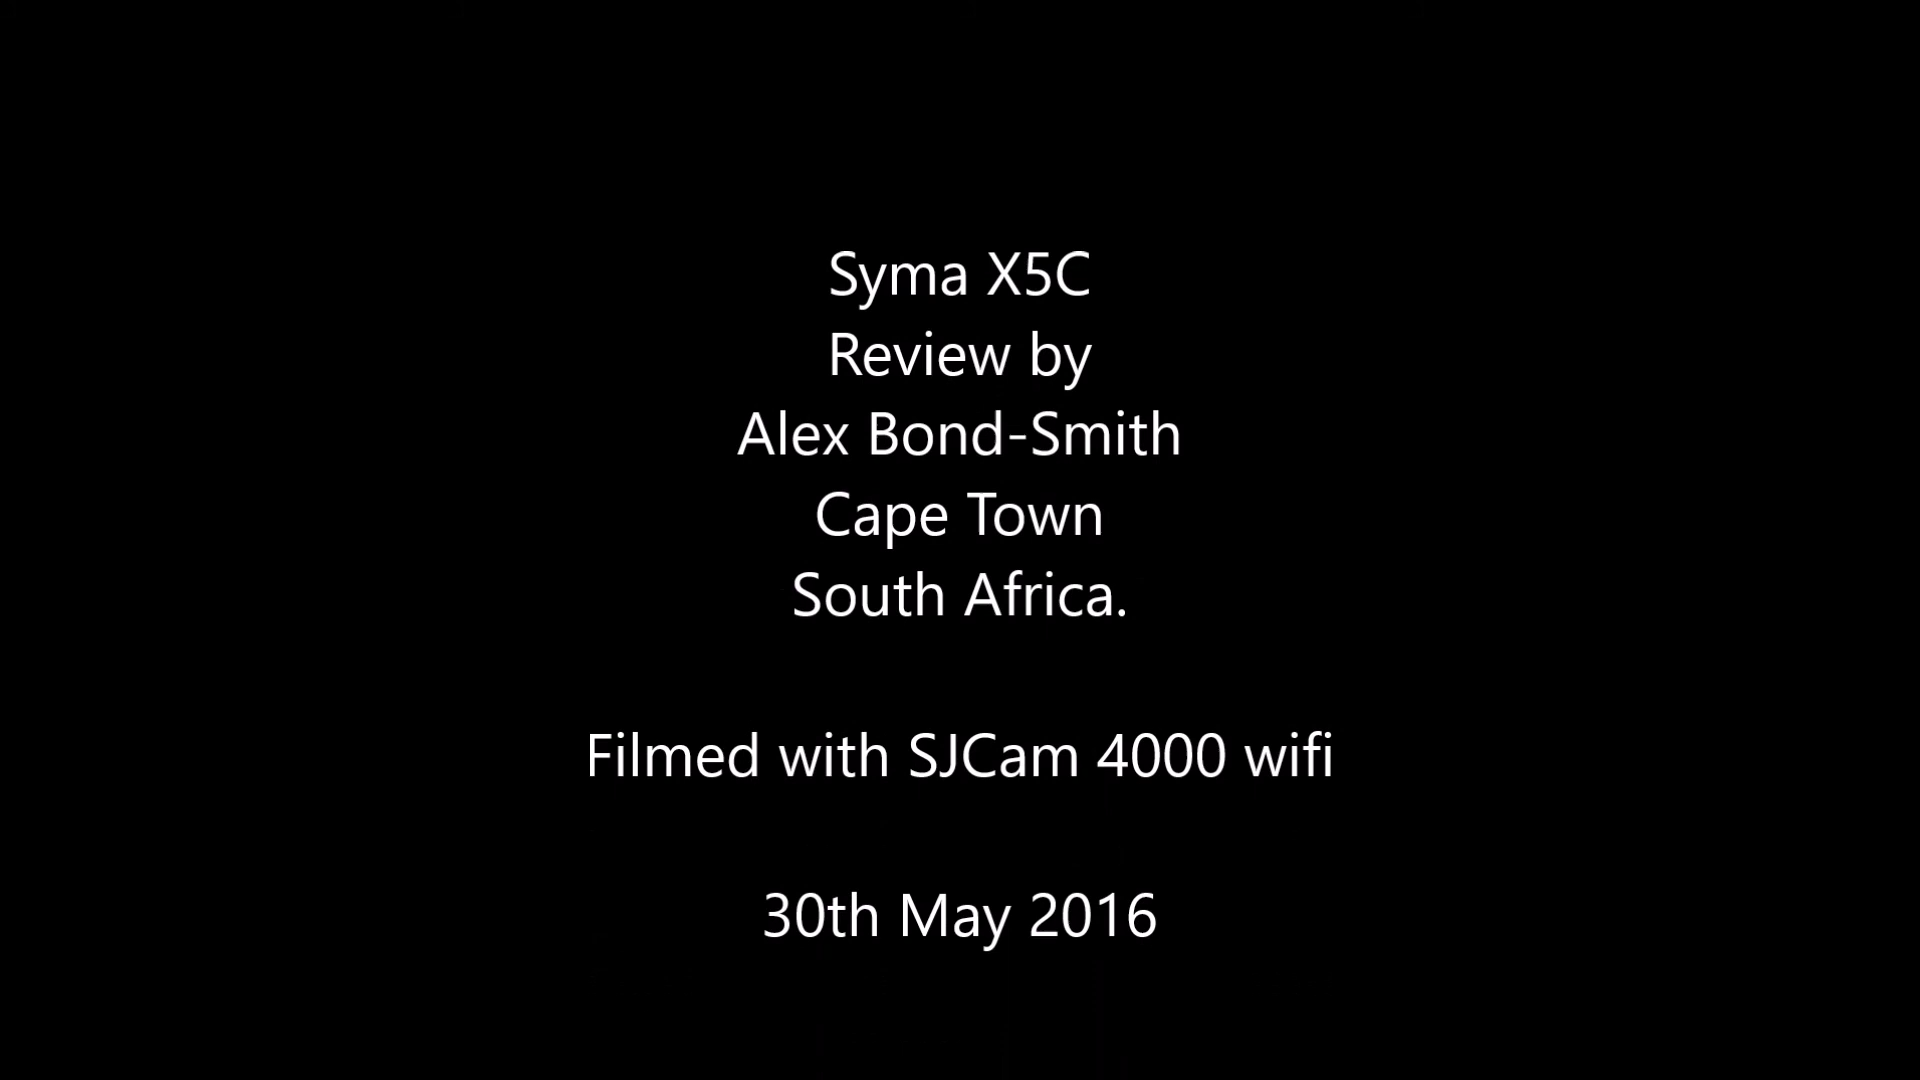 Syma X5C
Review by
Alex Bond-Smith
Cape Town
South Africa.
Filmed with SJCam 4000 wifi
30th May 2016